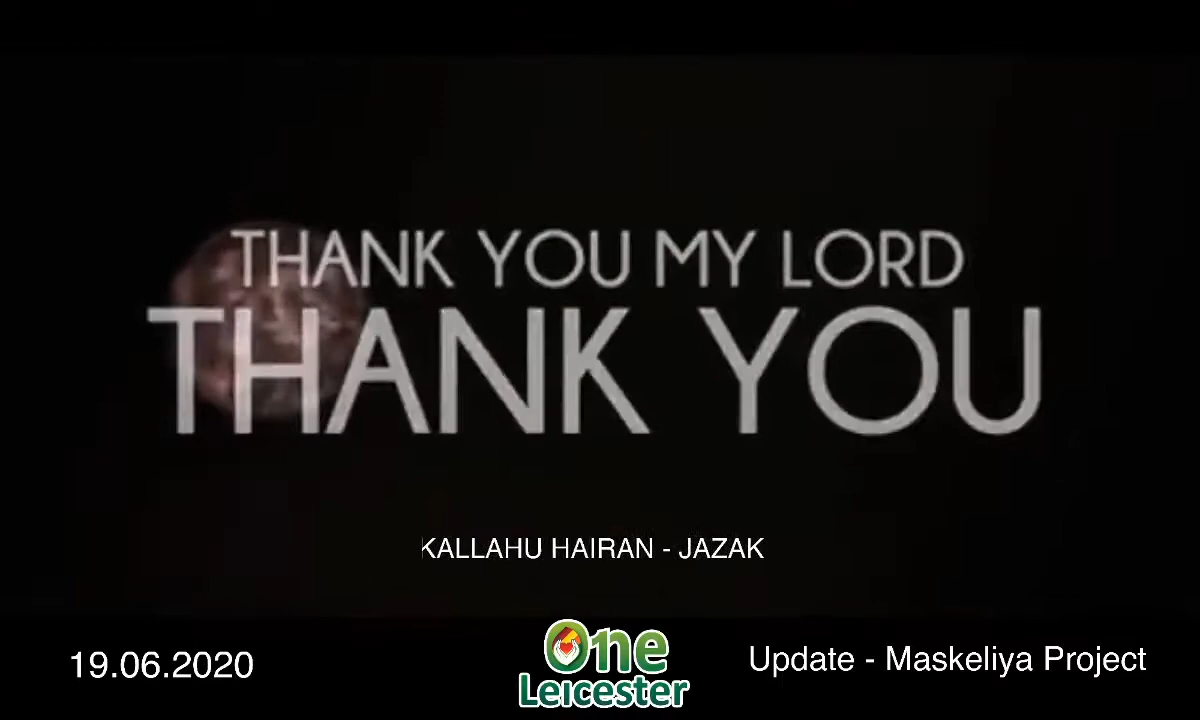 THANK YOU MY LORD
THANK YOU
KALLAHU HAIRAN - JAZAK
19.06.2020
One
Leicester
Update - Maskeliya Project